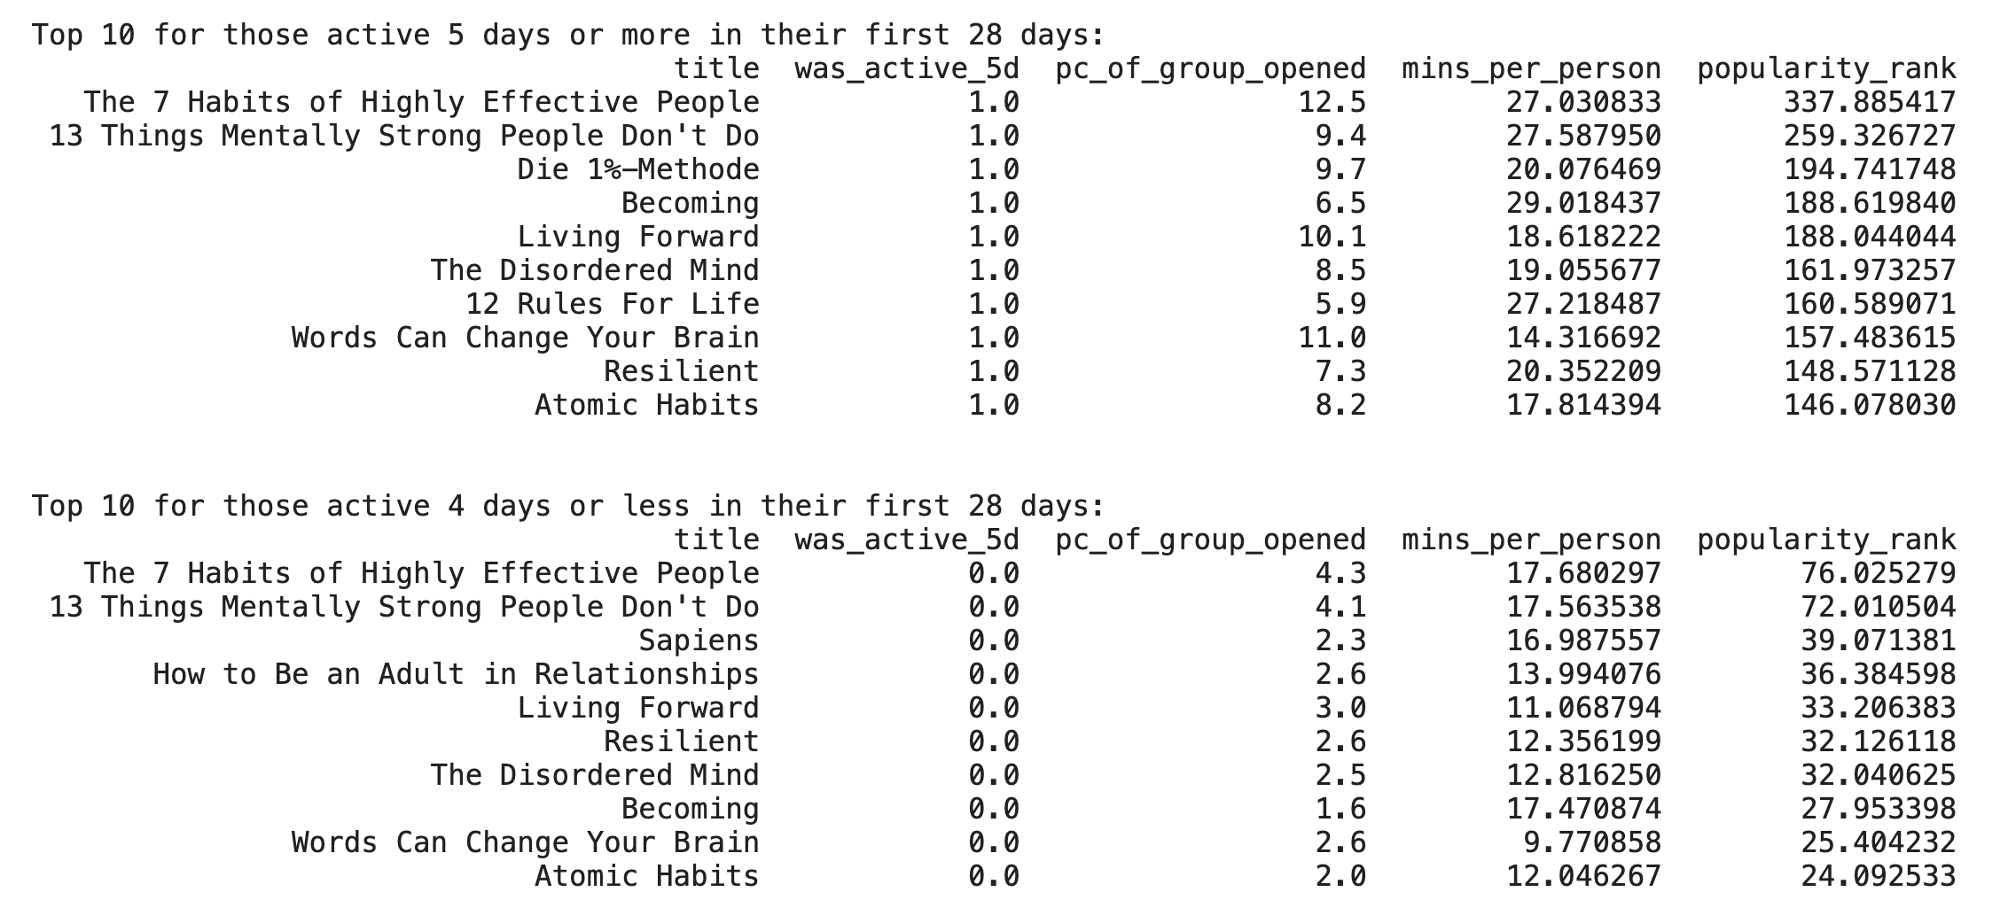 Top 10 for those active 5 days or more in their first 28 days:
title was_active_5d pc_of_group_opened mins_per_person popularity_rank
The 7 Habits of Highly Effective People 1.0 12.5 27.030833 337.885417
13 Things Mentally Strong People Don't Do 1.0 9.4 27.587950 259.326727
Die 1%-Methode 1.0 9.7 20.076469 194.741748
Becoming 1.0 6.5 29.018437 188.619840
Living Forward 1.0 10.1 18.618222 188.044044
The Disordered Mind 1.0 8.5 19.055677 161.973257
12 Rules For Life 1.0 5.9 27.218487 160.589071
Words Can Change Your Brain 1.0 11.0 14.316692 157.483615
Resilient 1.0 7.3 20.352209 148.571128
Atomic Habits 1.0 8.2 17.814394 146.078030
Top 10 for those active 4 days or less in their first 28 days:
title was_active_5d pc_of_group_opened mins_per_person popularity_rank
The 7 Habits of Highly Effective People 0.0 4.3 17.680297 76.025279
13 Things Mentally Strong People Don't Do 0.0 4.1 17.563538 72.010504
Sapiens 0.0 2.3 16.987557 39.071381
How to Be an Adult in Relationships 0.0 2.6 13.994076 36.384598
Living Forward 0.0 3.0 11.068794 33.206383
Resilient 0.0 2.6 12.356199 32.126118
The Disordered Mind 0.0 2.5 12.816250 32.040625
Becoming 0.0 1.6 17.470874 27.953398
Words Can Change Your Brain 0.0 2.6 9.770858 25.404232
Atomic Habits 0.0 2.0 12.046267 24.092533